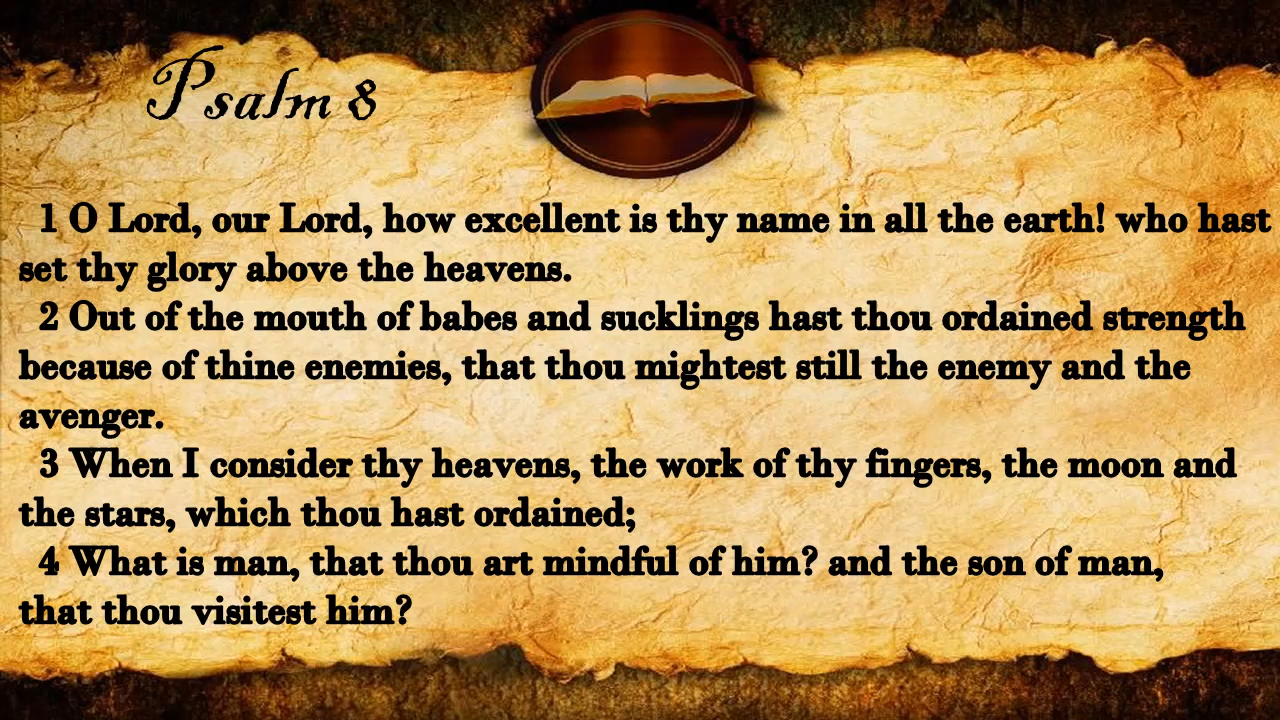 Psalm 8
1 O Lord, our Lord, how excellent is thy name in all the earth! who hast
set thy glory above the heavens.
2 Out of the mouth of babes and sucklings hast thou ordained strength
because of thine enemies, that thou mightest still the enemy and the
avenger.
3 When I consider thy heavens, the work of thy fingers, the moon and
the stars, which thou hast ordained;
4 What is man, that thou art mindful of him? and the son of man,
that thou visitest him?